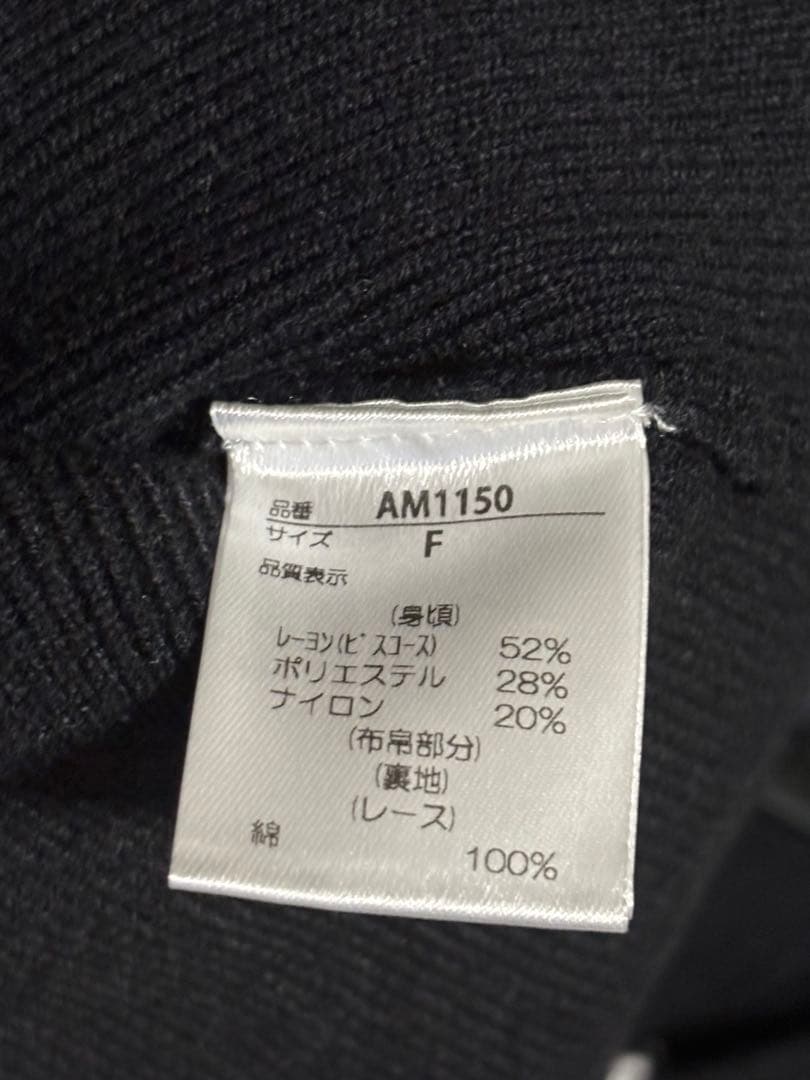 品番 AM1150
サイズ F
品質表示
(身頃)
レーヨン(ビスコース) 52%
ポリエステル 28%
ナイロン 20%
(布帛部分)
(裏地)
(レース)
綿 100%